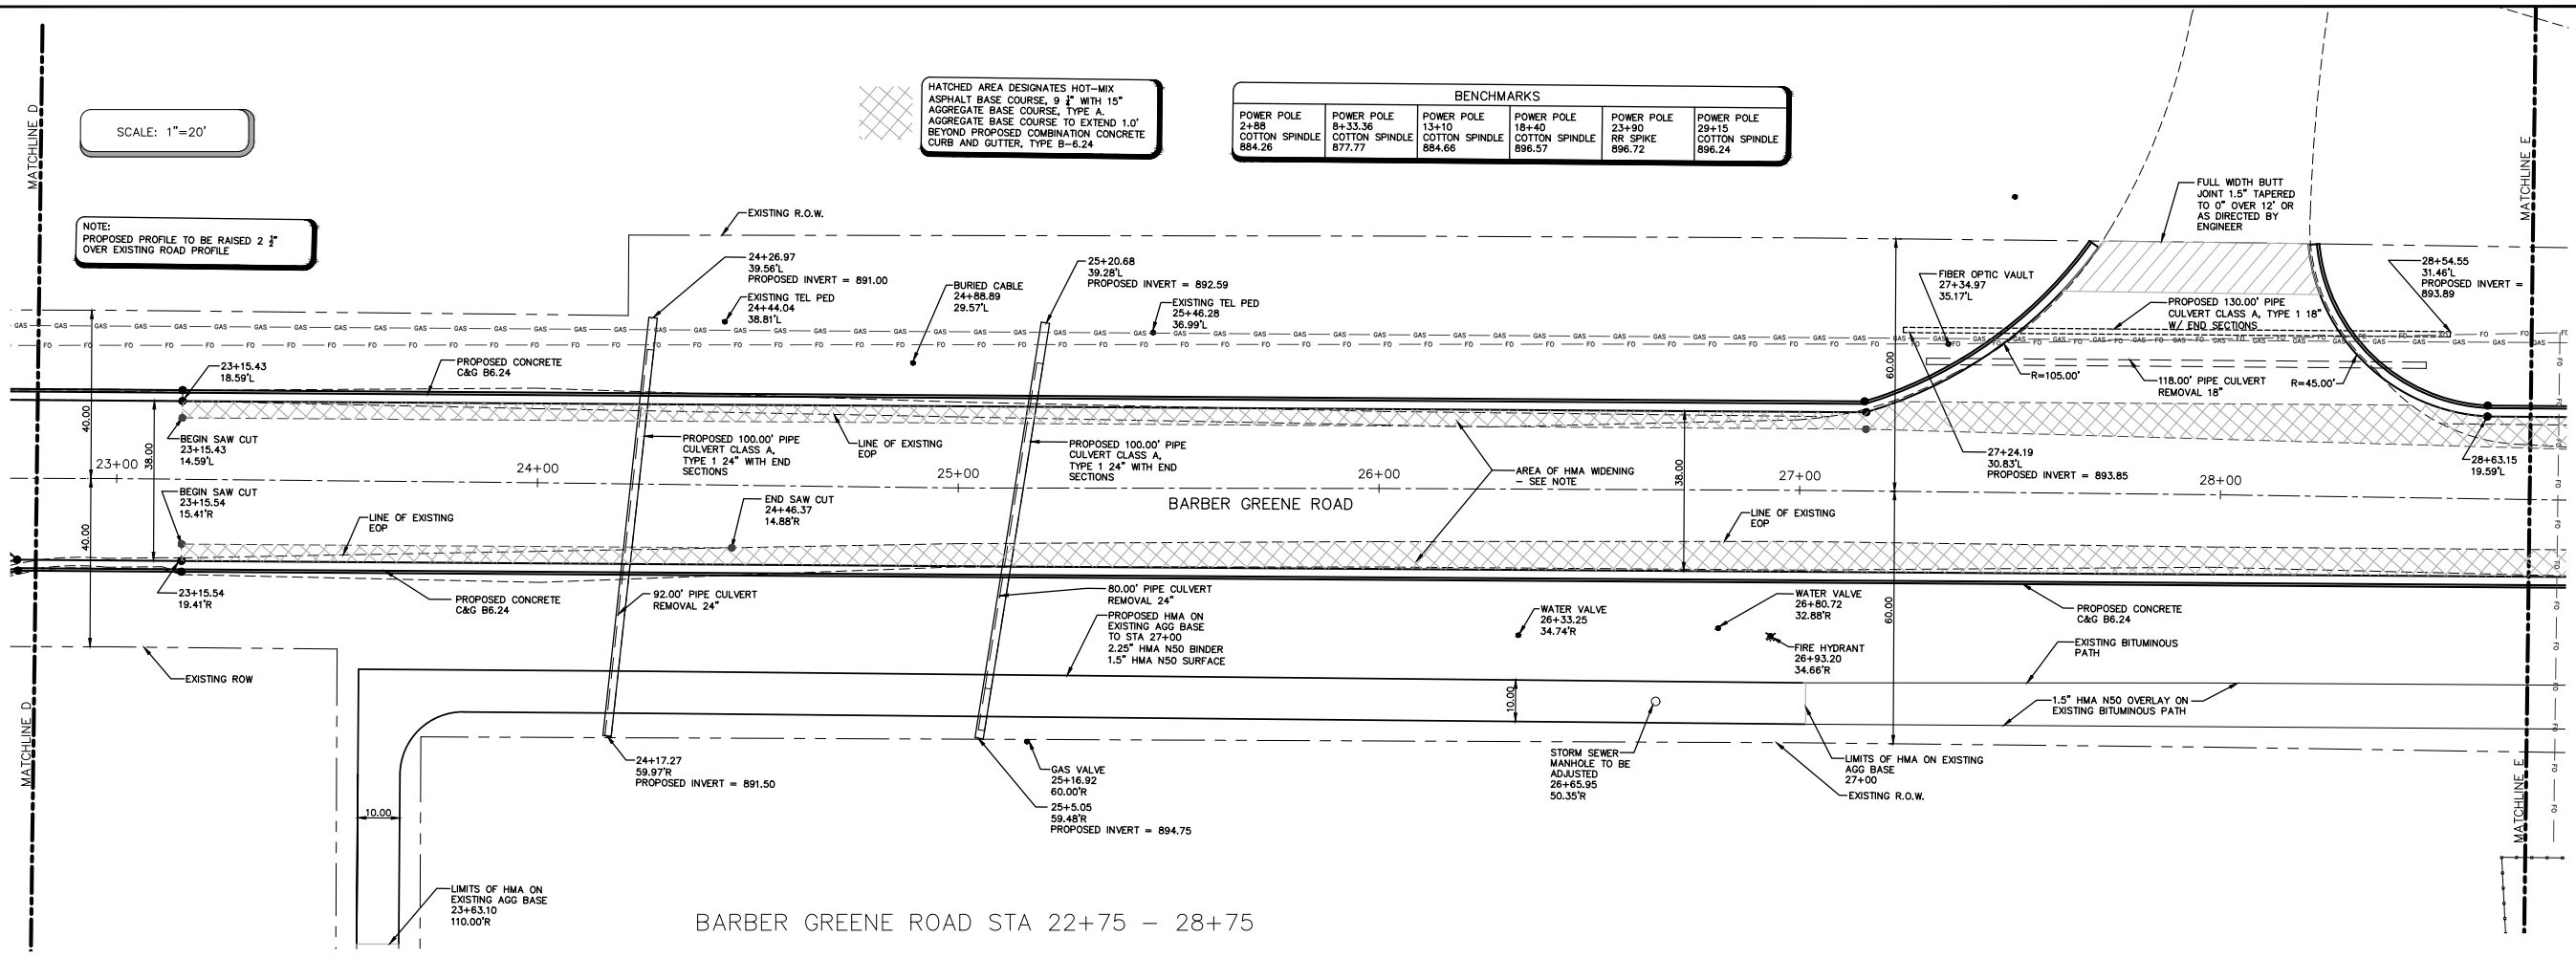 SCALE: 1"=20'
NOTE:
PROPOSED PROFILE TO BE RAISED 2 ½"
OVER EXISTING ROAD PROFILE
HATCHED AREA DESIGNATES HOT-MIX
ASPHALT BASE COURSE, 9 ¼" WITH 15"
AGGREGATE BASE COURSE, TYPE A.
AGGREGATE BASE COURSE TO EXTEND 1.0'
BEYOND PROPOSED COMBINATION CONCRETE
CURB AND GUTTER, TYPE B-6.24
BENCHMARKS
POWER POLE
2+88
COTTON SPINDLE
884.26
POWER POLE
8+33.36
COTTON SPINDLE
877.77
POWER POLE
13+10
COTTON SPINDLE
884.66
POWER POLE
18+40
COTTON SPINDLE
896.57
POWER POLE
23+90
RR SPIKE
896.72
POWER POLE
29+15
COTTON SPINDLE
896.24
MATCHLINE D
MATCHLINE E
EXISTING R.O.W.
24+26.97
39.56'L
PROPOSED INVERT = 891.00
EXISTING TEL PED
24+44.04
38.81'L
BURIED CABLE
24+88.89
29.57'L
25+20.68
39.28'L
PROPOSED INVERT = 892.59
EXISTING TEL PED
25+46.28
36.99'L
FULL WIDTH BUTT
JOINT 1.5" TAPERED
TO 0" OVER 12' OR
AS DIRECTED BY
ENGINEER
FIBER OPTIC VAULT
27+34.97
35.17'L
28+54.55
31.46'L
PROPOSED INVERT =
893.89
PROPOSED 130.00' PIPE
CULVERT CLASS A, TYPE 1 18"
W/ END SECTIONS
GAS
FO
R=105.00'
118.00' PIPE CULVERT
REMOVAL 18"
R=45.00'
23+15.43
18.59'L
PROPOSED CONCRETE
C&G B6.24
40.00
38.00
60.00
BEGIN SAW CUT
23+15.43
14.59'L
LINE OF EXISTING
EOP
PROPOSED 100.00' PIPE
CULVERT CLASS A,
TYPE 1 24" WITH END
SECTIONS
PROPOSED 100.00' PIPE
CULVERT CLASS A,
TYPE 1 24" WITH END
SECTIONS
AREA OF HMA WIDENING
- SEE NOTE
38.00
27+24.19
30.83'L
PROPOSED INVERT = 893.85
28+63.15
19.59'L
23+00
24+00
25+00
26+00
27+00
28+00
BARBER GREENE ROAD
BEGIN SAW CUT
23+15.54
15.41'R
END SAW CUT
24+46.37
14.88'R
LINE OF EXISTING
EOP
LINE OF EXISTING
EOP
40.00
60.00
23+15.54
19.41'R
PROPOSED CONCRETE
C&G B6.24
92.00' PIPE CULVERT
REMOVAL 24"
80.00' PIPE CULVERT
REMOVAL 24"
PROPOSED HMA ON
EXISTING AGG BASE
TO STA 27+00
2.25" HMA N50 BINDER
1.5" HMA N50 SURFACE
WATER VALVE
26+33.25
34.74'R
WATER VALVE
26+80.72
32.88'R
FIRE HYDRANT
26+93.20
34.66'R
PROPOSED CONCRETE
C&G B6.24
EXISTING BITUMINOUS
PATH
1.5" HMA N50 OVERLAY ON
EXISTING BITUMINOUS PATH
EXISTING ROW
10.00
24+17.27
59.97'R
PROPOSED INVERT = 891.50
GAS VALVE
25+16.92
60.00'R
25+5.05
59.48'R
PROPOSED INVERT = 894.75
STORM SEWER
MANHOLE TO BE
ADJUSTED
26+65.95
50.35'R
LIMITS OF HMA ON EXISTING
AGG BASE
27+00
EXISTING R.O.W.
MATCHLINE D
MATCHLINE E
10.00
LIMITS OF HMA ON
EXISTING AGG BASE
23+63.10
110.00'R
BARBER GREENE ROAD STA 22+75 - 28+75